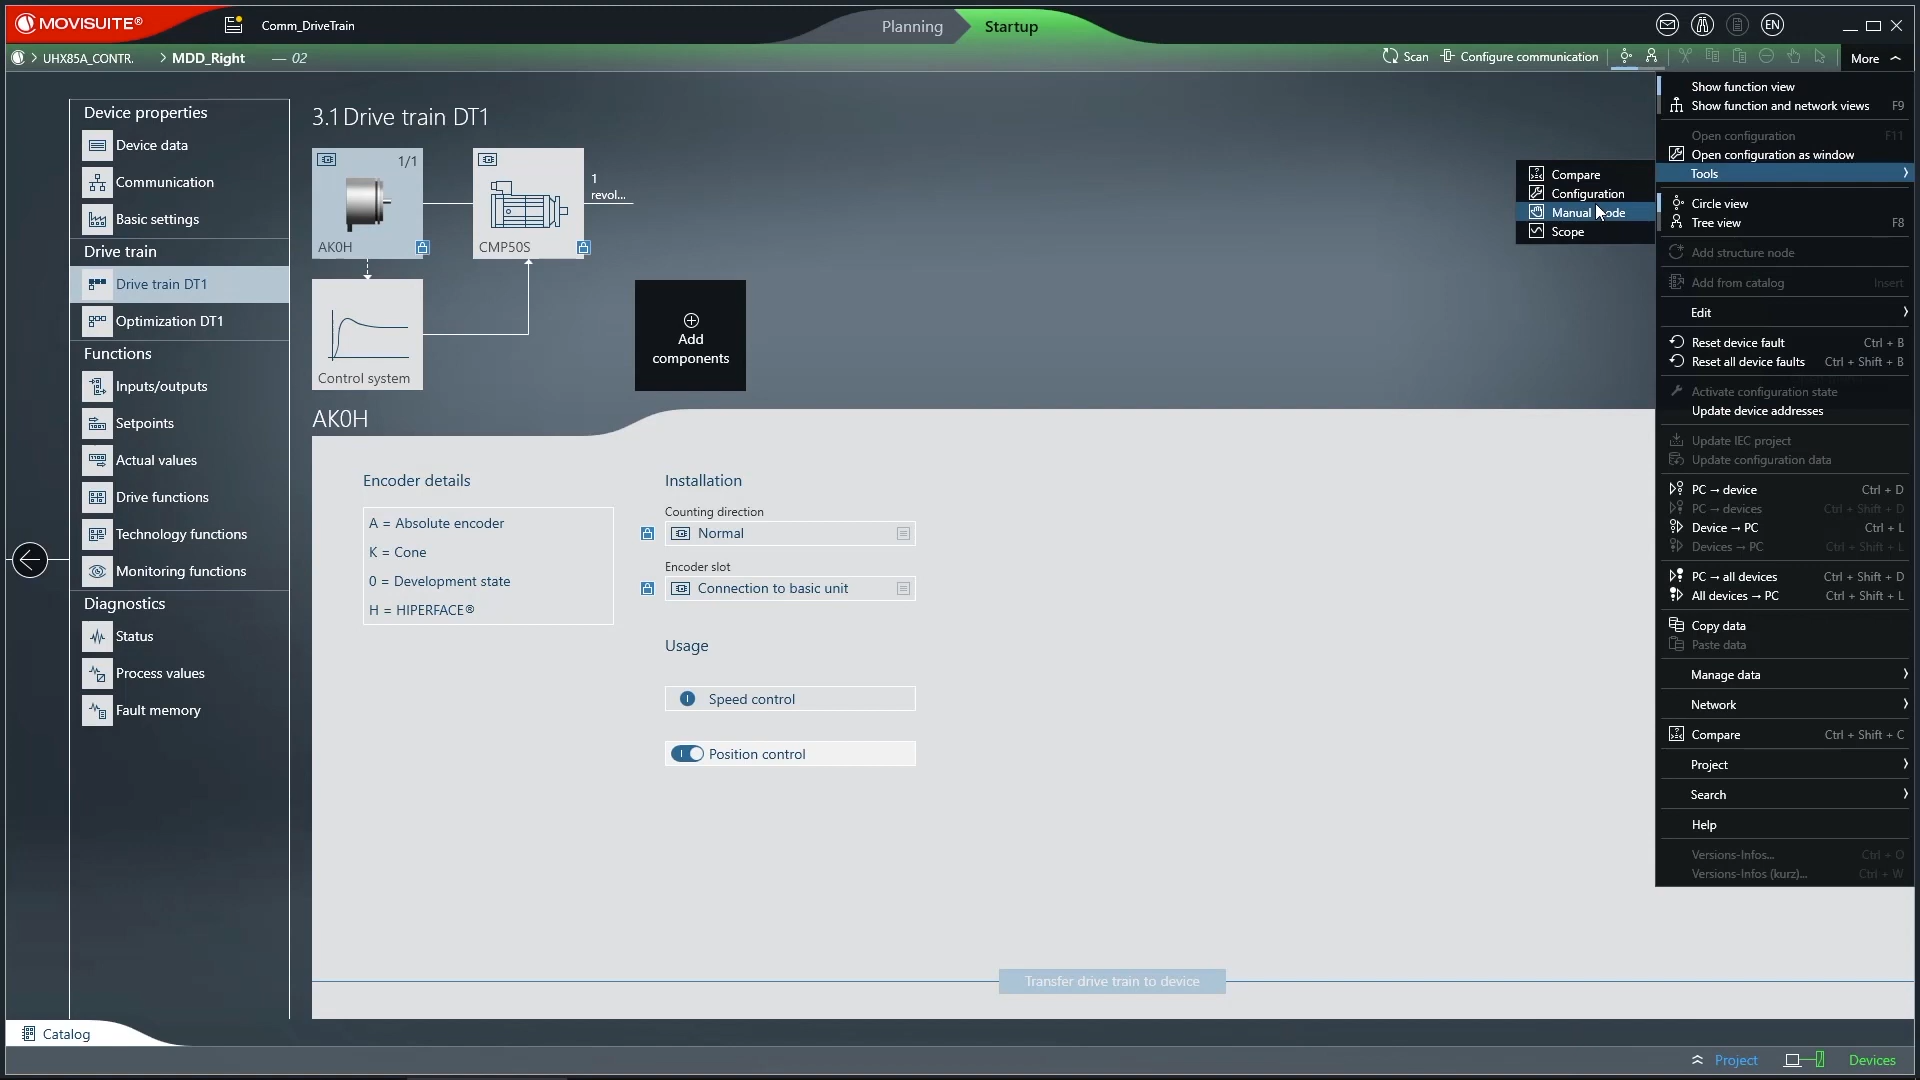 MOVISUITE®
Comm_DriveTrain
Planning
Startup
EN
UHX85A_CONTR.
MDD_Right
— 02
Scan
Configure communication
More
Device properties
Device data
Communication
Basic settings
Drive train
Drive train DT1
Optimization DT1
Functions
Inputs/outputs
Setpoints
Actual values
Drive functions
Technology functions
Monitoring functions
Diagnostics
Status
Process values
Fault memory
3.1 Drive train DT1
1/1
AK0H
CMP50S
1
revol...
Control system
Add
components
AK0H
Encoder details
A = Absolute encoder
K = Cone
0 = Development state
H = HIPERFACE®
Installation
Counting direction
Normal
Encoder slot
Connection to basic unit
Usage
Speed control
Position control
Transfer drive train to device
Compare
Configuration
Manual
Scope
Show function view
Show function and network views F9
Open configuration F11
Open configuration as window
Tools
Circle view
Tree view F8
Add structure node
Add from catalog Insert
Edit
Reset device fault Ctrl + B
Reset all device faults Ctrl + Shift + B
Activate configuration state
Update device addresses
Update IEC project
Update configuration data
PC → device Ctrl + D
PC → devices Ctrl + Shift + D
Device → PC Ctrl + L
Devices → PC Ctrl + Shift + L
PC → all devices Ctrl + Shift + D
All devices → PC Ctrl + Shift + L
Copy data
Paste data
Manage data
Network
Compare Ctrl + Shift + C
Project
Search
Help
Versions-Infos... Ctrl + O
Versions-Infos (kurz)... Ctrl + W
Catalog
Project
Devices